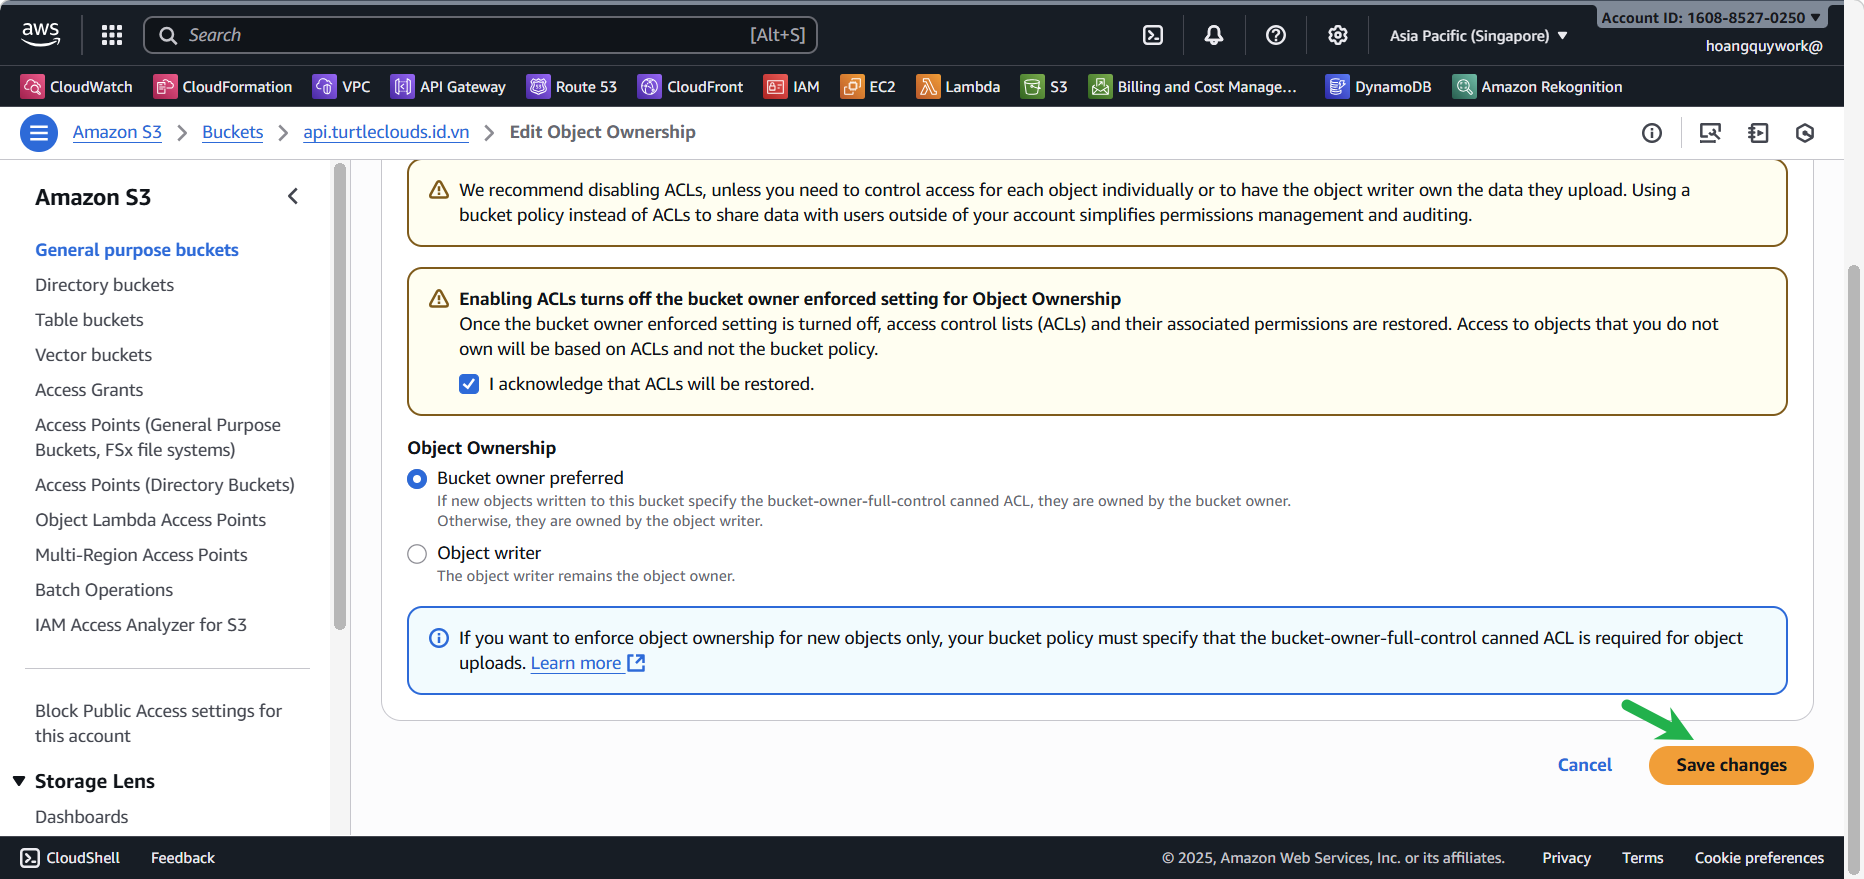 aws
Search
[Alt+S]
Asia Pacific (Singapore)
Account ID: 1608-8527-0250
hoangquywork@
CloudWatch
CloudFormation
VPC
API Gateway
Route 53
CloudFront
IAM
EC2
Lambda
S3
Billing and Cost Manage...
DynamoDB
Amazon Rekognition
Amazon S3
Buckets
api.turtleclouds.id.vn
Edit Object Ownership
Amazon S3
General purpose buckets
Directory buckets
Table buckets
Vector buckets
Access Grants
Access Points (General Purpose
Buckets, FSx file systems)
Access Points (Directory Buckets)
Object Lambda Access Points
Multi-Region Access Points
Batch Operations
IAM Access Analyzer for S3
Block Public Access settings for
this account
Storage Lens
Dashboards
We recommend disabling ACLs, unless you need to control access for each object individually or to have the object writer own the data they upload. Using a
bucket policy instead of ACLs to share data with users outside of your account simplifies permissions management and auditing.
Enabling ACLs turns off the bucket owner enforced setting for Object Ownership
Once the bucket owner enforced setting is turned off, access control lists (ACLs) and their associated permissions are restored. Access to objects that you do not
own will be based on ACLs and not the bucket policy.
I acknowledge that ACLs will be restored.
Object Ownership
Bucket owner preferred
If new objects written to this bucket specify the bucket-owner-full-control canned ACL, they are owned by the bucket owner.
Otherwise, they are owned by the object writer.
Object writer
The object writer remains the object owner.
If you want to enforce object ownership for new objects only, your bucket policy must specify that the bucket-owner-full-control canned ACL is required for object
uploads. Learn more
Cancel
Save changes
CloudShell
Feedback
© 2025, Amazon Web Services, Inc. or its affiliates.
Privacy
Terms
Cookie preferences